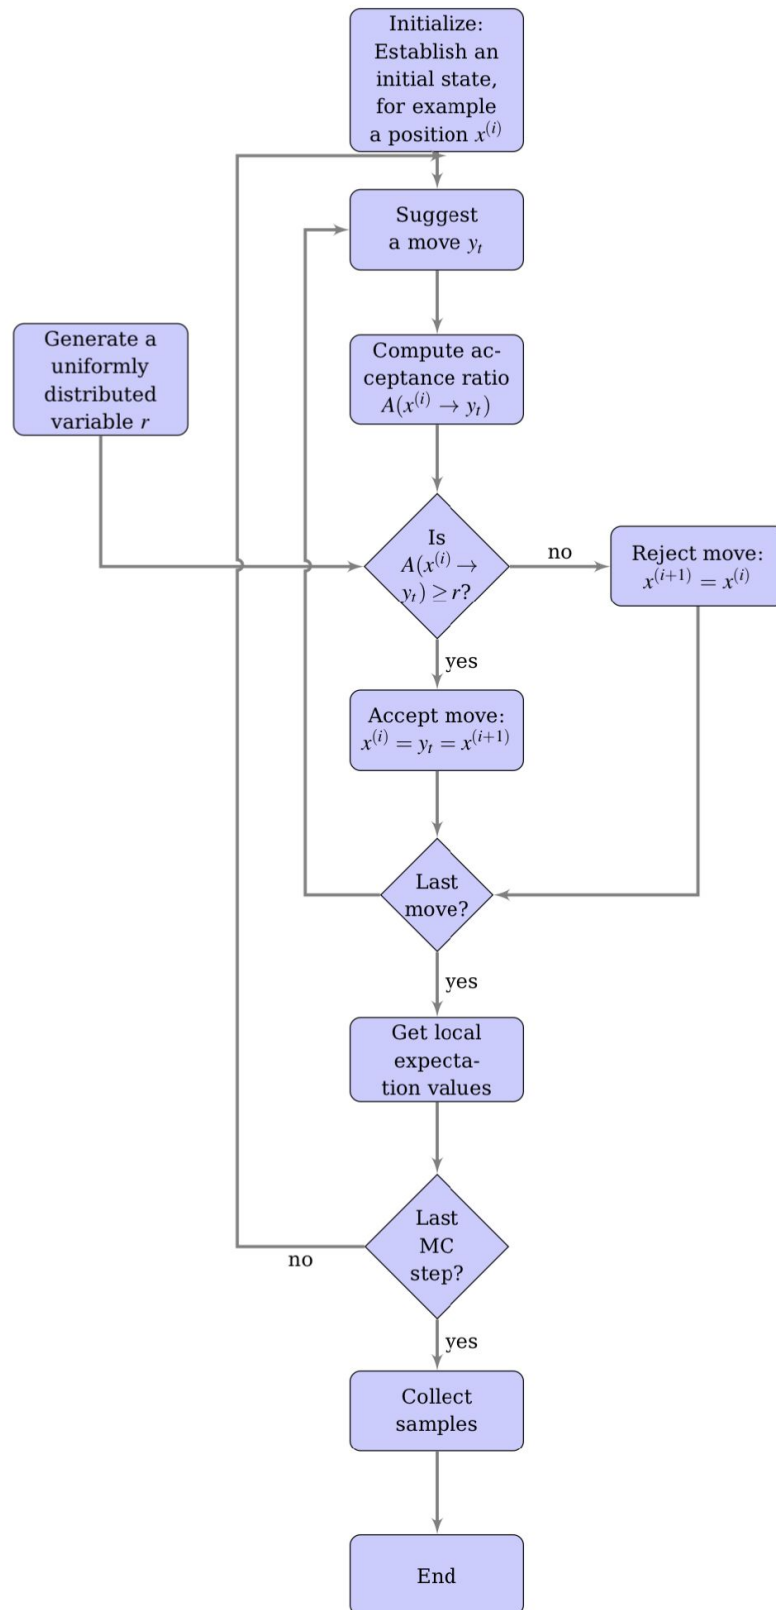 Initialize:
Establish an
initial state,
for example
a position x^(i)
Suggest
a move y_t
Generate a
uniformly
distributed
variable r
Compute ac-
ceptance ratio
A(x^(i) → y_t)
Is
A(x^(i) →
y_t) ≥ r?
no
Reject move:
x^(i+1) = x^(i)
yes
Accept move:
x^(i) = y_t = x^(i+1)
Last
move?
yes
Get local
expecta-
tion values
Last
MC
step?
no
yes
Collect
samples
End